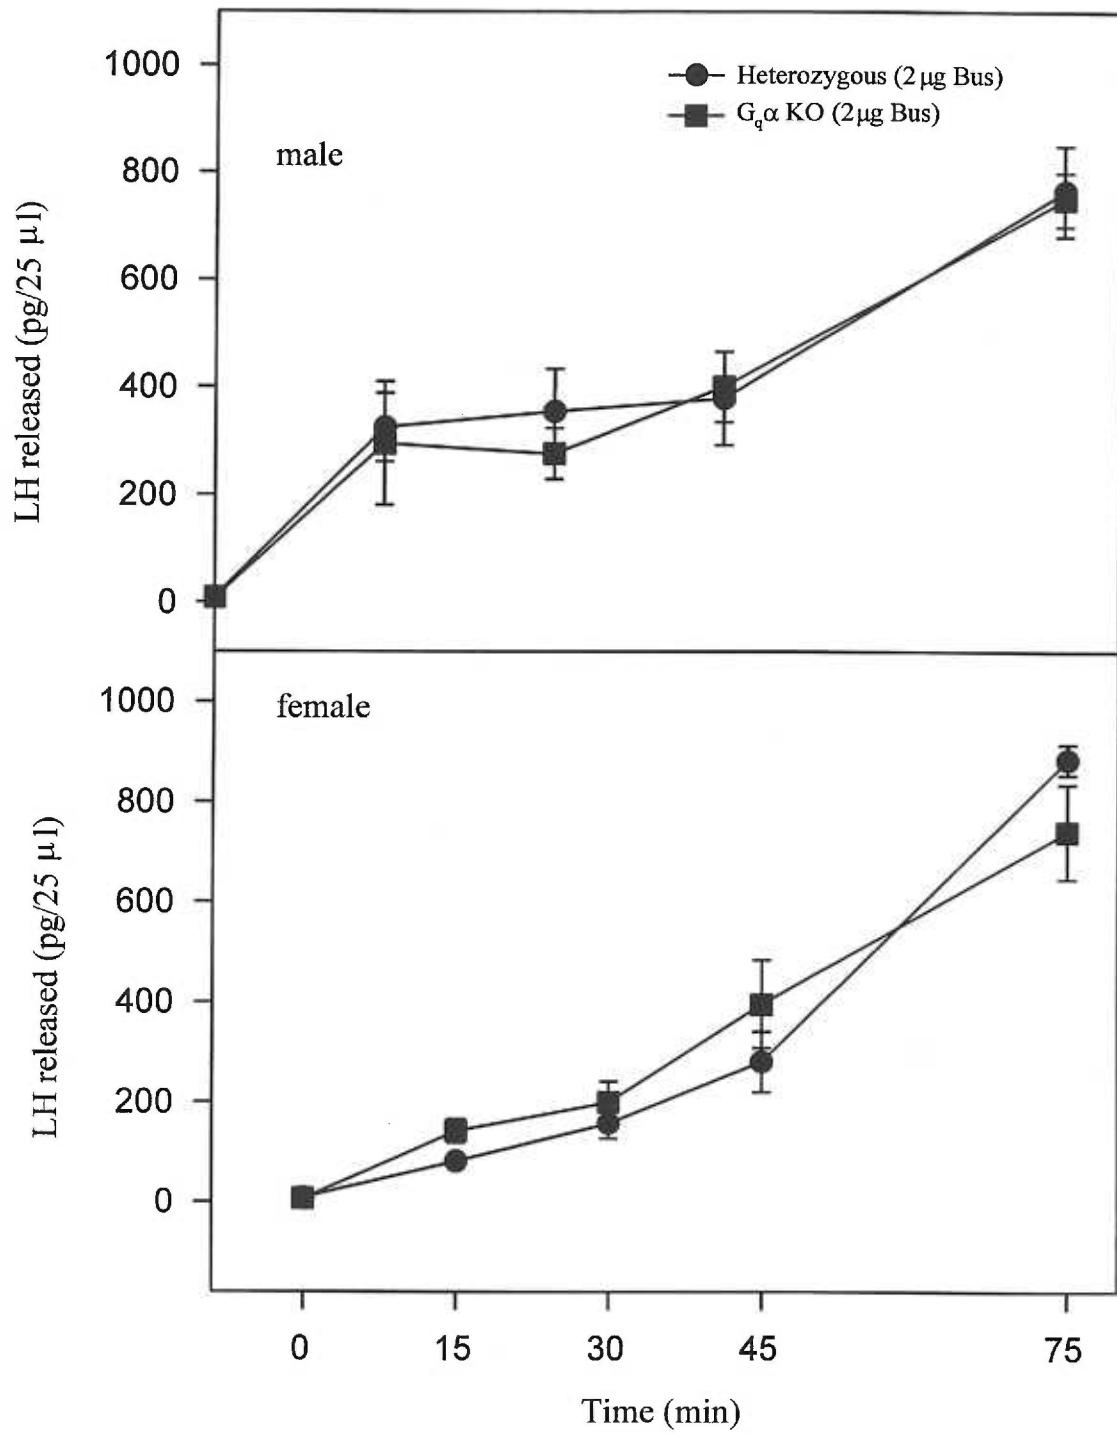 1000
800
600
400
200
0
LH released (pg/25 µl)
male
Heterozygous (2 µg Bus)
Gqα KO (2µg Bus)
1000
800
600
400
200
0
LH released (pg/25 µl)
female
0 15 30 45 75
Time (min)